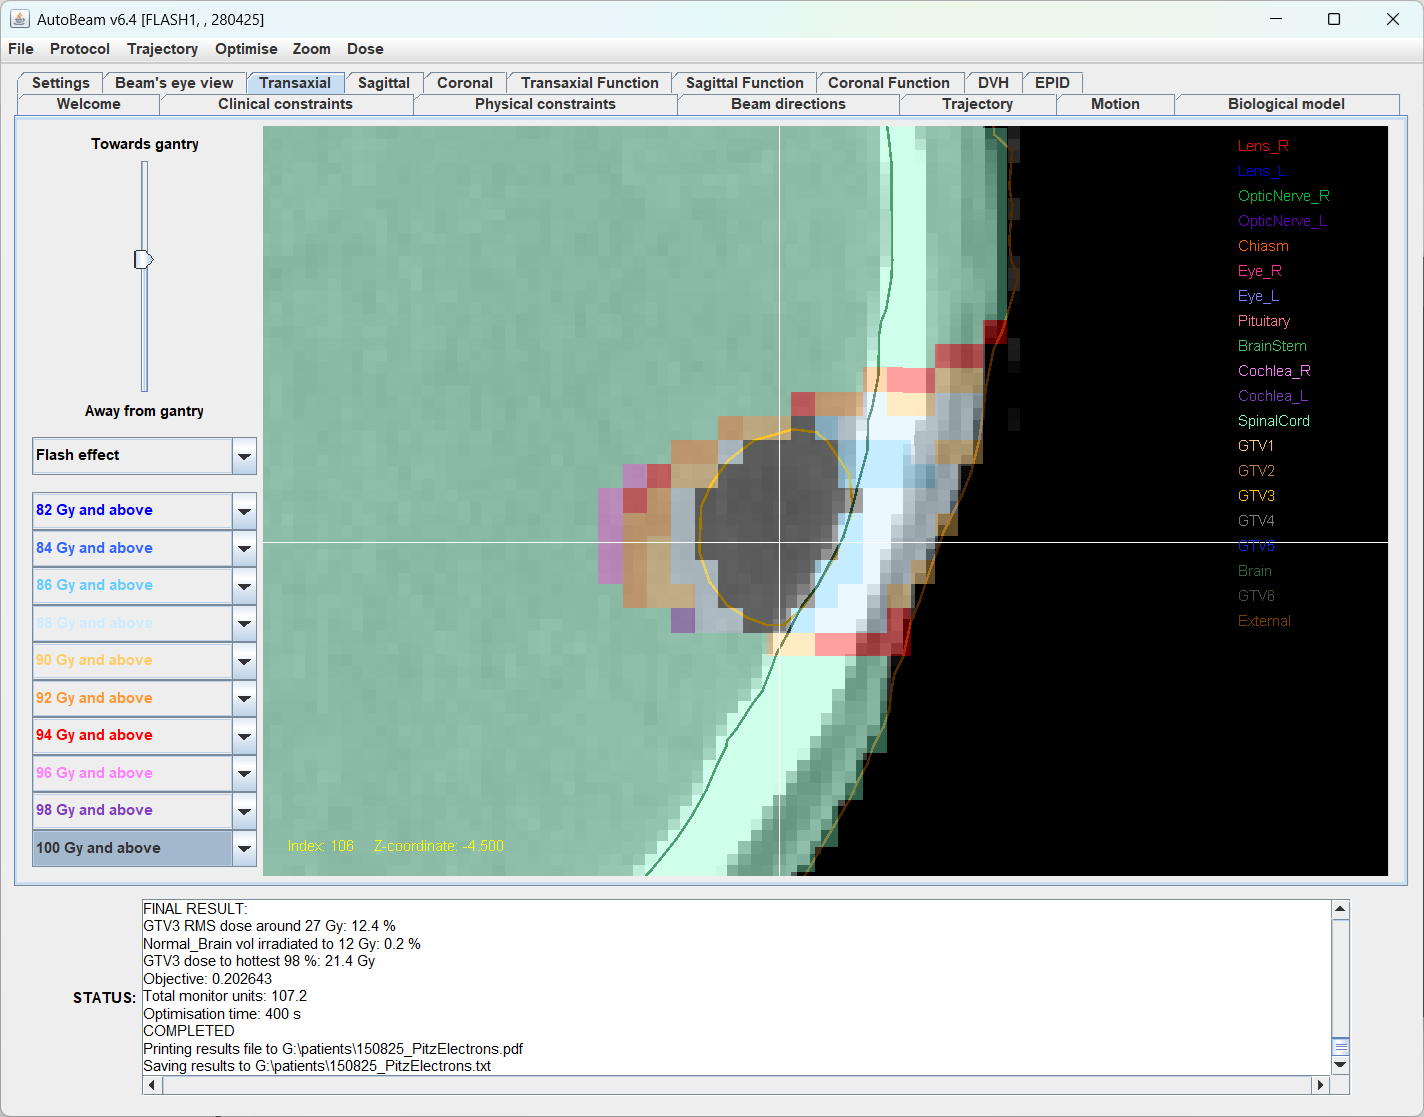 AutoBeam v6.4 [FLASH1, , 280425]
File Protocol Trajectory Optimise Zoom Dose
Settings Beam's eye view Transaxial Sagittal Coronal Transaxial Function Sagittal Function Coronal Function DVH EPID
Welcome Clinical constraints Physical constraints Beam directions Trajectory Motion Biological model
Towards gantry
Away from gantry
Flash effect
82 Gy and above
84 Gy and above
86 Gy and above
88 Gy and above
90 Gy and above
92 Gy and above
94 Gy and above
96 Gy and above
98 Gy and above
100 Gy and above
Lens_R
Lens_L
OpticNerve_R
OpticNerve_L
Chiasm
Eye_R
Eye_L
Pituitary
BrainStem
Cochlea_R
Cochlea_L
SpinalCord
GTV1
GTV2
GTV3
GTV4
GTV5
Brain
GTV6
External
Index: 106 Z-coordinate: -4.500
STATUS:
FINAL RESULT:
GTV3 RMS dose around 27 Gy: 12.4 %
Normal_Brain vol irradiated to 12 Gy: 0.2 %
GTV3 dose to hottest 98 %: 21.4 Gy
Objective: 0.202643
Total monitor units: 107.2
Optimisation time: 400 s
COMPLETED
Printing results file to G:\patients\150825_PitzElectrons.pdf
Saving results to G:\patients\150825_PitzElectrons.txt